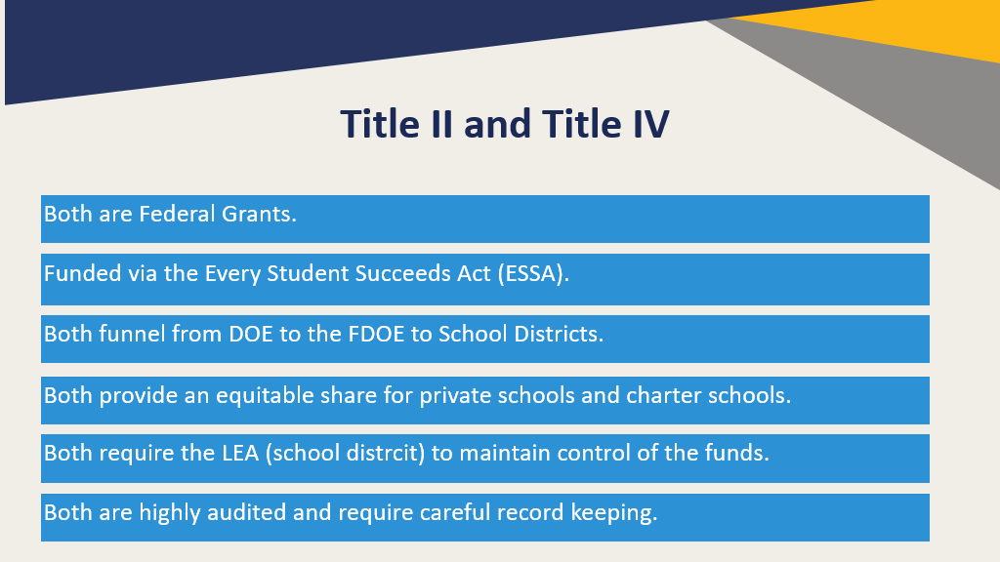 Title II and Title IV
Both are Federal Grants.
Funded via the Every Student Succeeds Act (ESSA).
Both funnel from DOE to the FDOE to School Districts.
Both provide an equitable share for private schools and charter schools.
Both require the LEA (school distrcit) to maintain control of the funds.
Both are highly audited and require careful record keeping.